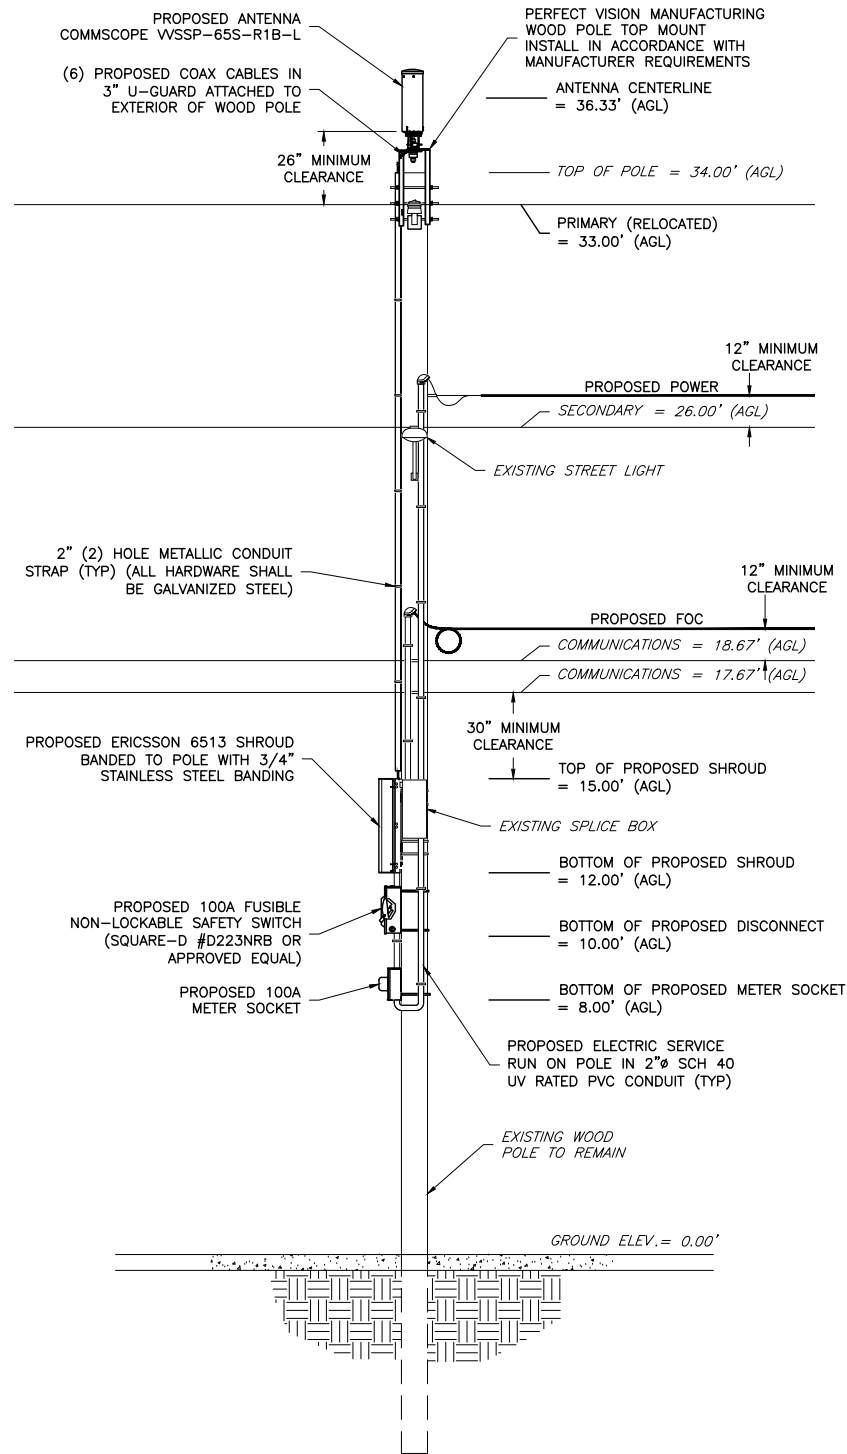 PROPOSED ANTENNA
COMMSCOPE VVSSP-65S-R1B-L
PERFECT VISION MANUFACTURING
WOOD POLE TOP MOUNT
INSTALL IN ACCORDANCE WITH
MANUFACTURER REQUIREMENTS
(6) PROPOSED COAX CABLES IN
3" U-GUARD ATTACHED TO
EXTERIOR OF WOOD POLE
ANTENNA CENTERLINE
= 36.33' (AGL)
26" MINIMUM
CLEARANCE
TOP OF POLE = 34.00' (AGL)
PRIMARY (RELOCATED)
= 33.00' (AGL)
12" MINIMUM
CLEARANCE
PROPOSED POWER
SECONDARY = 26.00' (AGL)
EXISTING STREET LIGHT
2" (2) HOLE METALLIC CONDUIT
STRAP (TYP) (ALL HARDWARE SHALL
BE GALVANIZED STEEL)
12" MINIMUM
CLEARANCE
PROPOSED FOC
COMMUNICATIONS = 18.67' (AGL)
COMMUNICATIONS = 17.67' (AGL)
30" MINIMUM
CLEARANCE
PROPOSED ERICSSON 6513 SHROUD
BANDED TO POLE WITH 3/4"
STAINLESS STEEL BANDING
TOP OF PROPOSED SHROUD
= 15.00' (AGL)
EXISTING SPLICE BOX
BOTTOM OF PROPOSED SHROUD
= 12.00' (AGL)
PROPOSED 100A FUSIBLE
NON-LOCKABLE SAFETY SWITCH
(SQUARE-D #D223NRB OR
APPROVED EQUAL)
BOTTOM OF PROPOSED DISCONNECT
= 10.00' (AGL)
PROPOSED 100A
METER SOCKET
BOTTOM OF PROPOSED METER SOCKET
= 8.00' (AGL)
PROPOSED ELECTRIC SERVICE
RUN ON POLE IN 2"ø SCH 40
UV RATED PVC CONDUIT (TYP)
EXISTING WOOD
POLE TO REMAIN
GROUND ELEV.= 0.00'